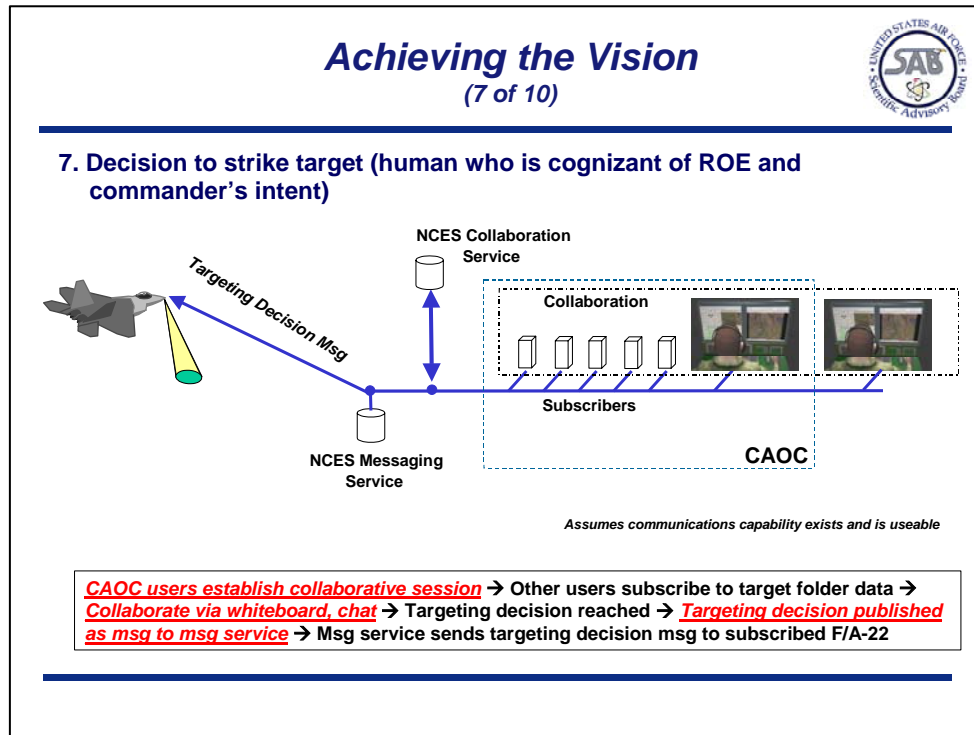 Achieving the Vision
(7 of 10)
UNITED STATES AIR FORCE
SAB
Scientific Advisory Board
7. Decision to strike target (human who is cognizant of ROE and
commander's intent)
NCES Collaboration
Service
Targeting Decision Msg
Collaboration
Subscribers
NCES Messaging
Service
CAOC
Assumes communications capability exists and is useable
CAOC users establish collaborative session → Other users subscribe to target folder data →
Collaborate via whiteboard, chat → Targeting decision reached → Targeting decision published
as msg to msg service → Msg service sends targeting decision msg to subscribed F/A-22